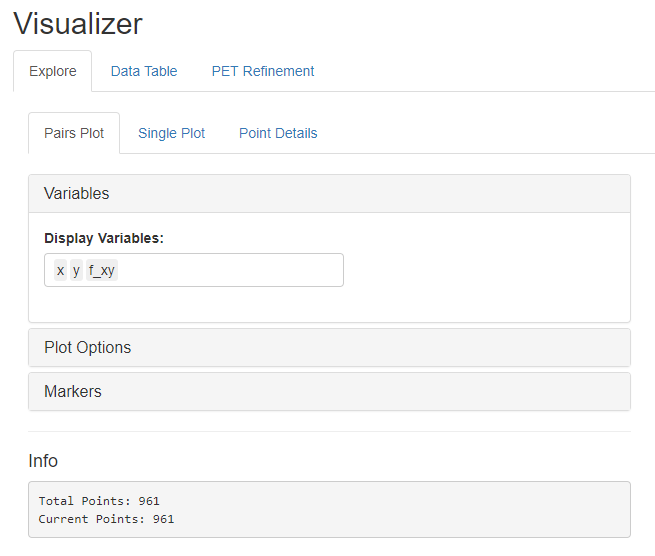 Visualizer
Explore Data Table PET Refinement
Pairs Plot Single Plot Point Details
Variables
Display Variables:
x y f_xy
Plot Options
Markers
Info
Total Points: 961
Current Points: 961